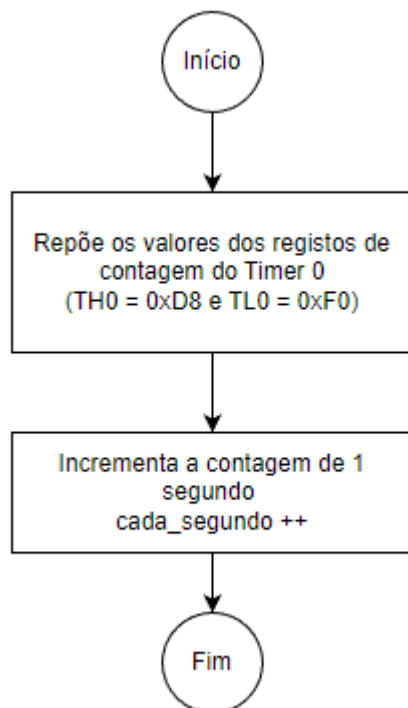 Início
Repõe os valores dos registos de
contagem do Timer 0
(TH0 = 0xD8 e TL0 = 0xF0)
Incrementa a contagem de 1
segundo
cada_segundo ++
Fim